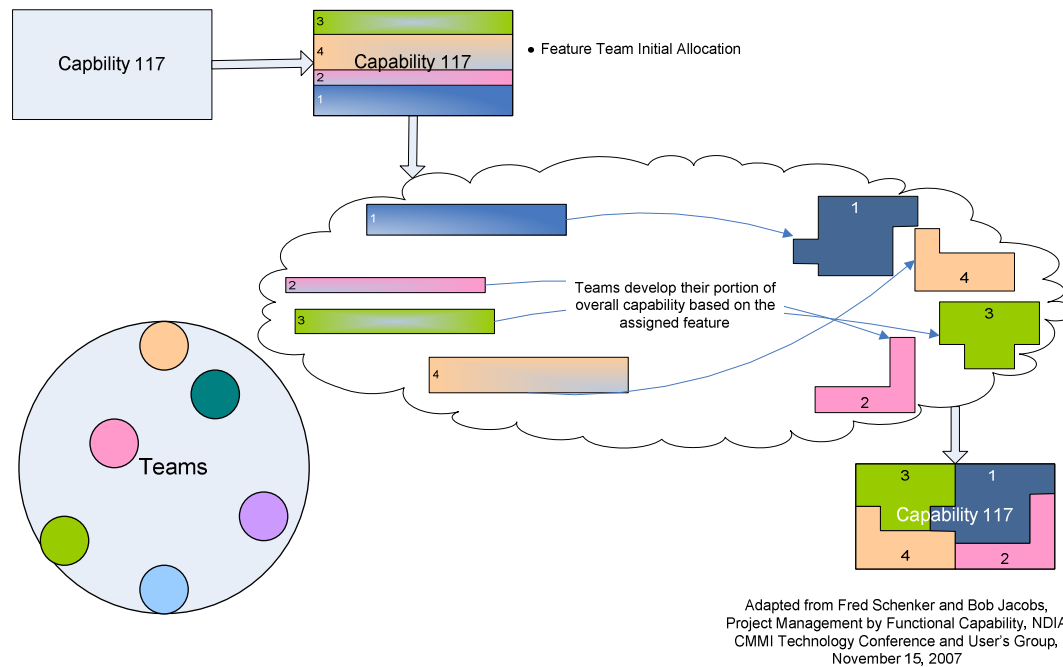 Capbility 117
3
4
Capability 117
2
1
• Feature Team Initial Allocation
1
1
2
Teams develop their portion of
overall capability based on the
assigned feature
4
3
3
4
2
Teams
3
1
Capability 117
4
2
Adapted from Fred Schenker and Bob Jacobs,
Project Management by Functional Capability, NDIA
CMMI Technology Conference and User's Group,
November 15, 2007